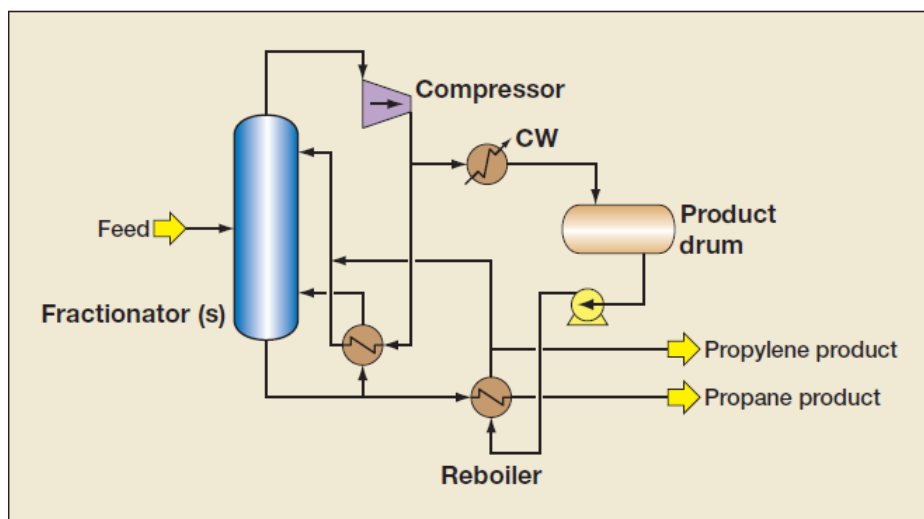 Compressor
CW
Feed
Product
drum
Fractionator (s)
Propylene product
Propane product
Reboiler